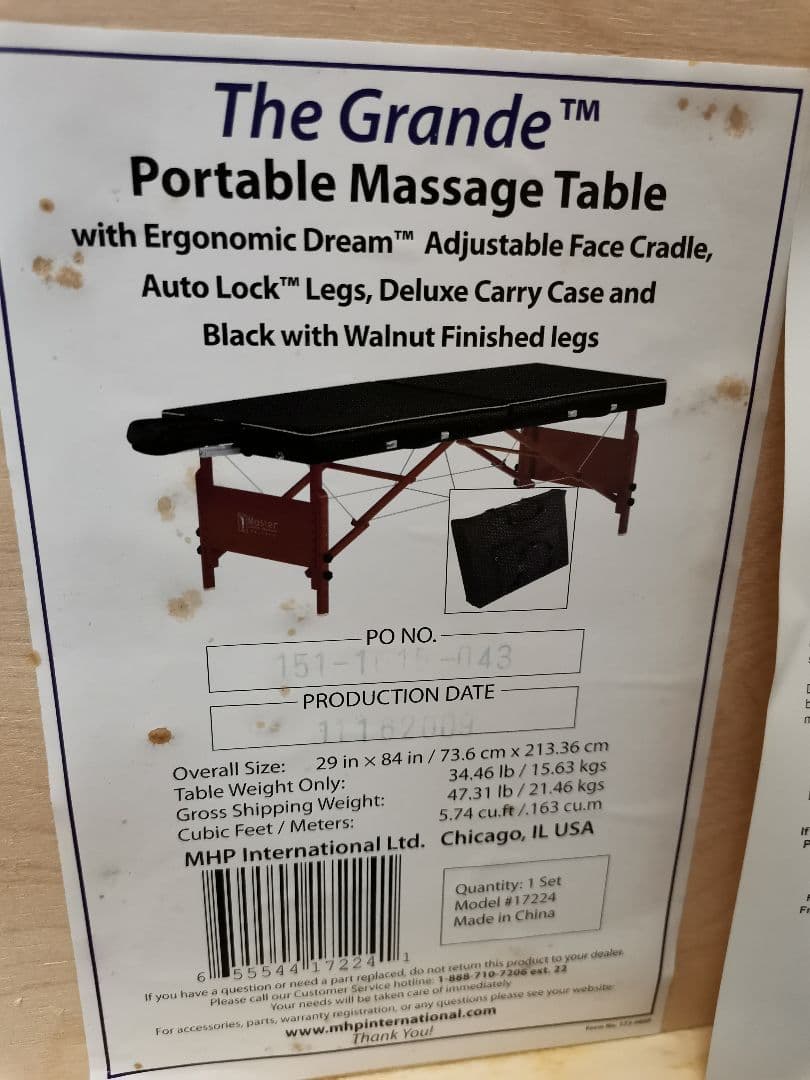 The Grande™
Portable Massage Table
with Ergonomic Dream™ Adjustable Face Cradle,
Auto Lock™ Legs, Deluxe Carry Case and
Black with Walnut Finished legs
Master
PO NO.
PRODUCTION DATE
11182009
Overall Size: 29 in x 84 in / 73.6 cm x 213.36 cm
Table Weight Only: 34.46 lb / 15.63 kgs
Gross Shipping Weight: 47.31 lb / 21.46 kgs
Cubic Feet / Meters: 5.74 cu.ft /.163 cu.m
MHP International Ltd. Chicago, IL USA
Quantity: 1 Set
Model #17224
Made in China
6 55544 17224 1
If you have a question or need a part replaced, do not return this product to your dealer.
Please call our Customer Service hotline: 1-868-710-7206 ext. 22
Your needs will be taken care of immediately
For accessories, parts, warranty registration, or any questions please see your website:
www.mhpinternational.com
Thank You!